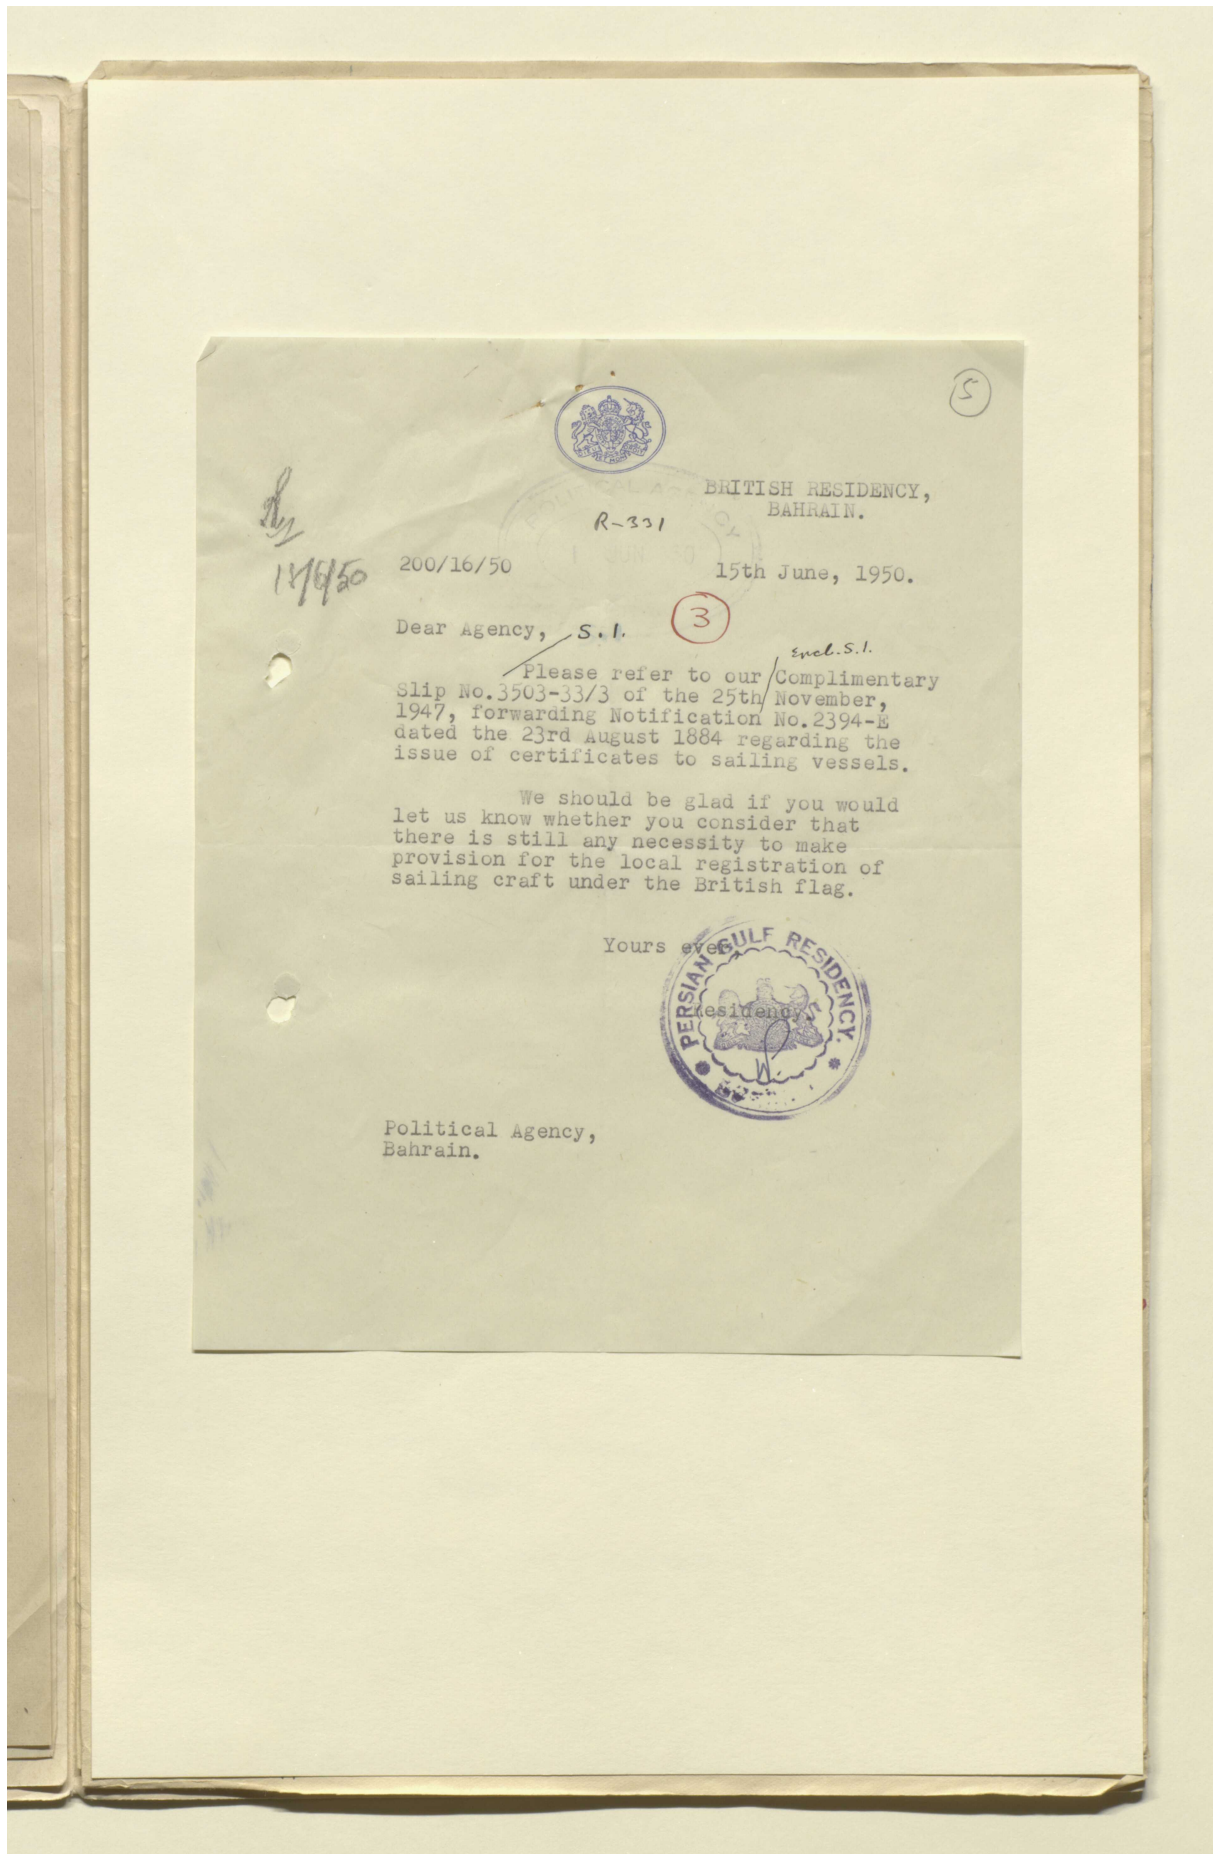 5
BRITISH RESIDENCY,
BAHRAIN.
R-331
POLITICAL
JUN
200/16/50
15th June, 1950.
/6/50
Dear Agency,
S.1.
3
Encl. S.1.
Please refer to our Complimentary
Slip No.3503-33/3 of the 25th November,
1947, forwarding Notification No.2394-E
dated the 23rd August 1884 regarding the
issue of certificates to sailing vessels.
We should be glad if you would
let us know whether you consider that
there is still any necessity to make
provision for the local registration of
sailing craft under the British flag.
Yours ever
PERSIAN GULF RESIDENCY.
Residency.
Political Agency,
Bahrain.